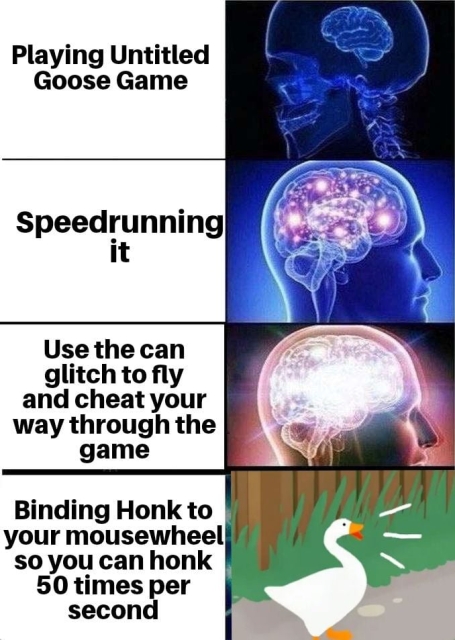 Playing Untitled
Goose Game
Speedrunning
it
Use the can
glitch to fly
and cheat your
way through the
game
Binding Honk to
your mousewheel
so you can honk
50 times per
second